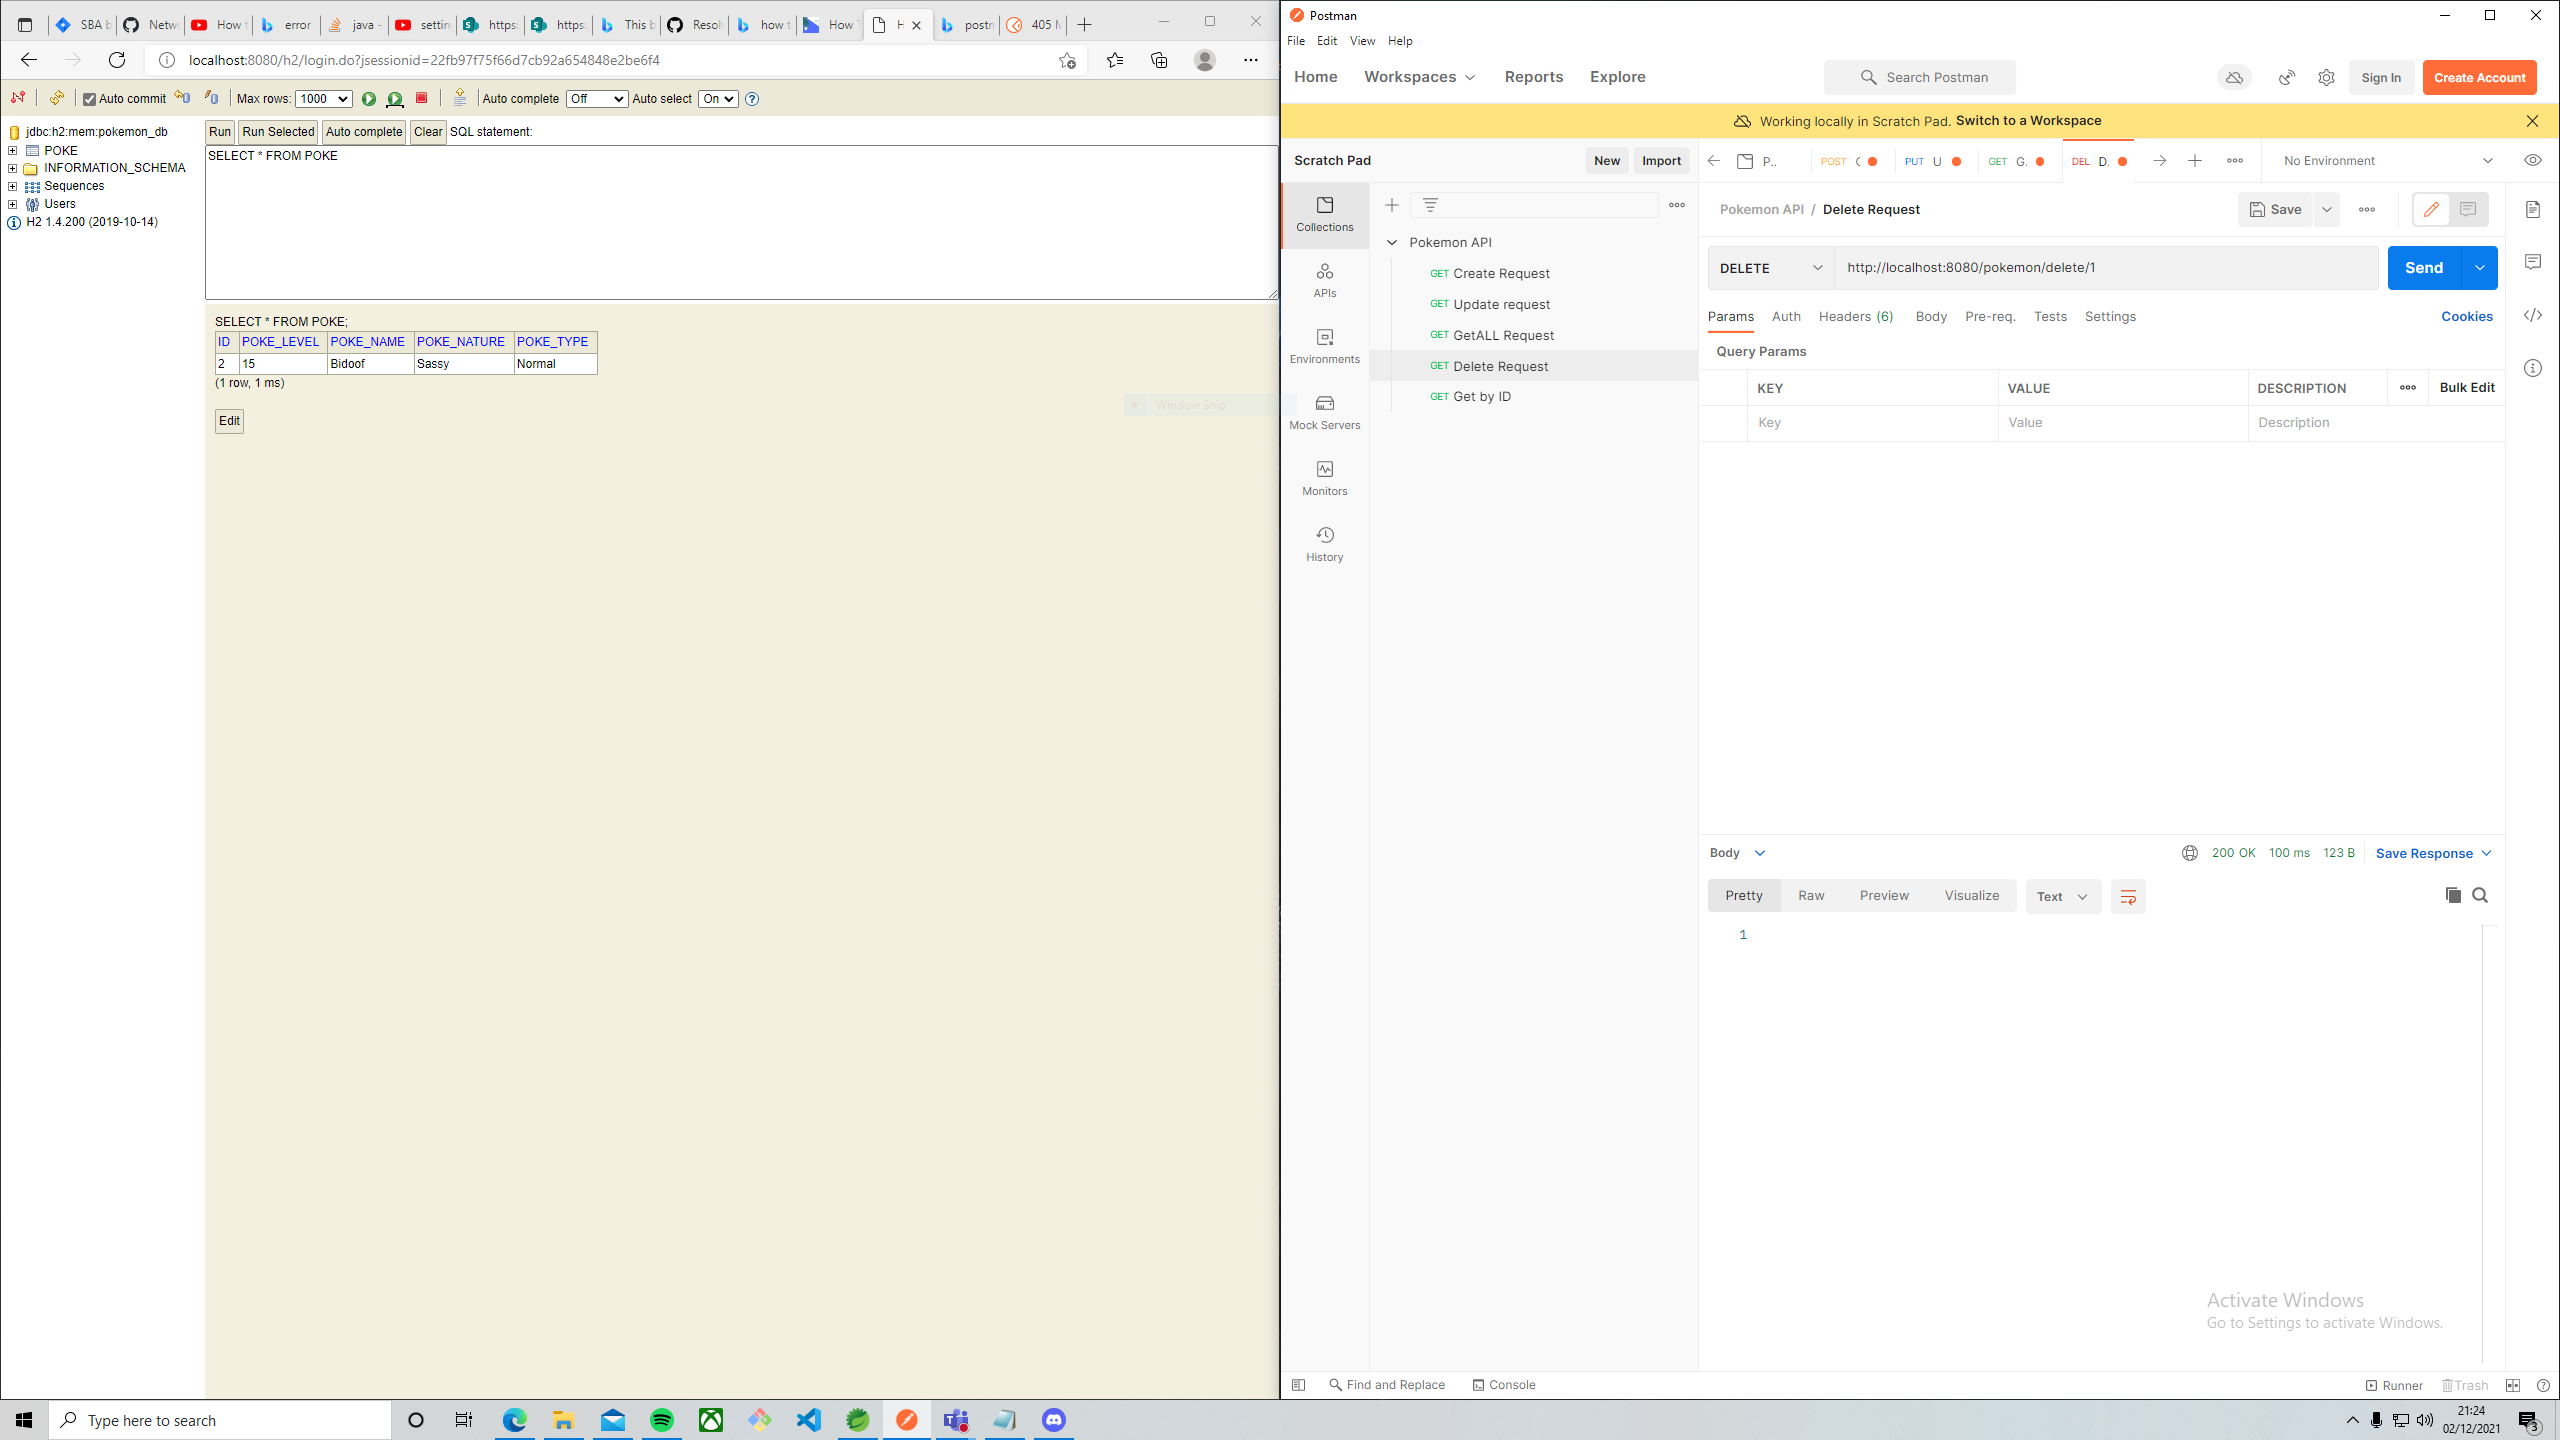 SBA b
Netwo
How t
error
java -
settin
https:
https:
This b
Resol
how t
How T
H
postm
405 M
localhost:8080/h2/login.do?jsessionid=22fb97f75f66d7cb92a654848e2be6f4
Auto commit
Max rows: 1000
Auto complete Off
Auto select On
jdbc:h2:mem:pokemon_db
POKE
INFORMATION_SCHEMA
Sequences
Users
H2 1.4.200 (2019-10-14)
Run Run Selected Auto complete Clear SQL statement:
SELECT * FROM POKE
SELECT * FROM POKE;
ID POKE_LEVEL POKE_NAME POKE_NATURE POKE_TYPE
2 15 Bidoof Sassy Normal
(1 row, 1 ms)
Edit
Window Snip
Postman
File Edit View Help
Home Workspaces Reports Explore
Search Postman
Sign In
Create Account
Working locally in Scratch Pad. Switch to a Workspace
Scratch Pad
New Import
P..
POST
PUT U
GET G.
DEL D.
No Environment
Collections
APIs
Environments
Mock Servers
Monitors
History
Pokemon API
GET Create Request
GET Update request
GET GetALL Request
GET Delete Request
GET Get by ID
Pokemon API / Delete Request
Save
DELETE
http://localhost:8080/pokemon/delete/1
Send
Params Auth Headers (6) Body Pre-req. Tests Settings
Cookies
Query Params
KEY VALUE DESCRIPTION Bulk Edit
Key Value Description
Body
200 OK 100 ms 123 B Save Response
Pretty Raw Preview Visualize Text
1
Activate Windows
Go to Settings to activate Windows.
Find and Replace Console
Runner Trash
Type here to search
21:24
02/12/2021
3